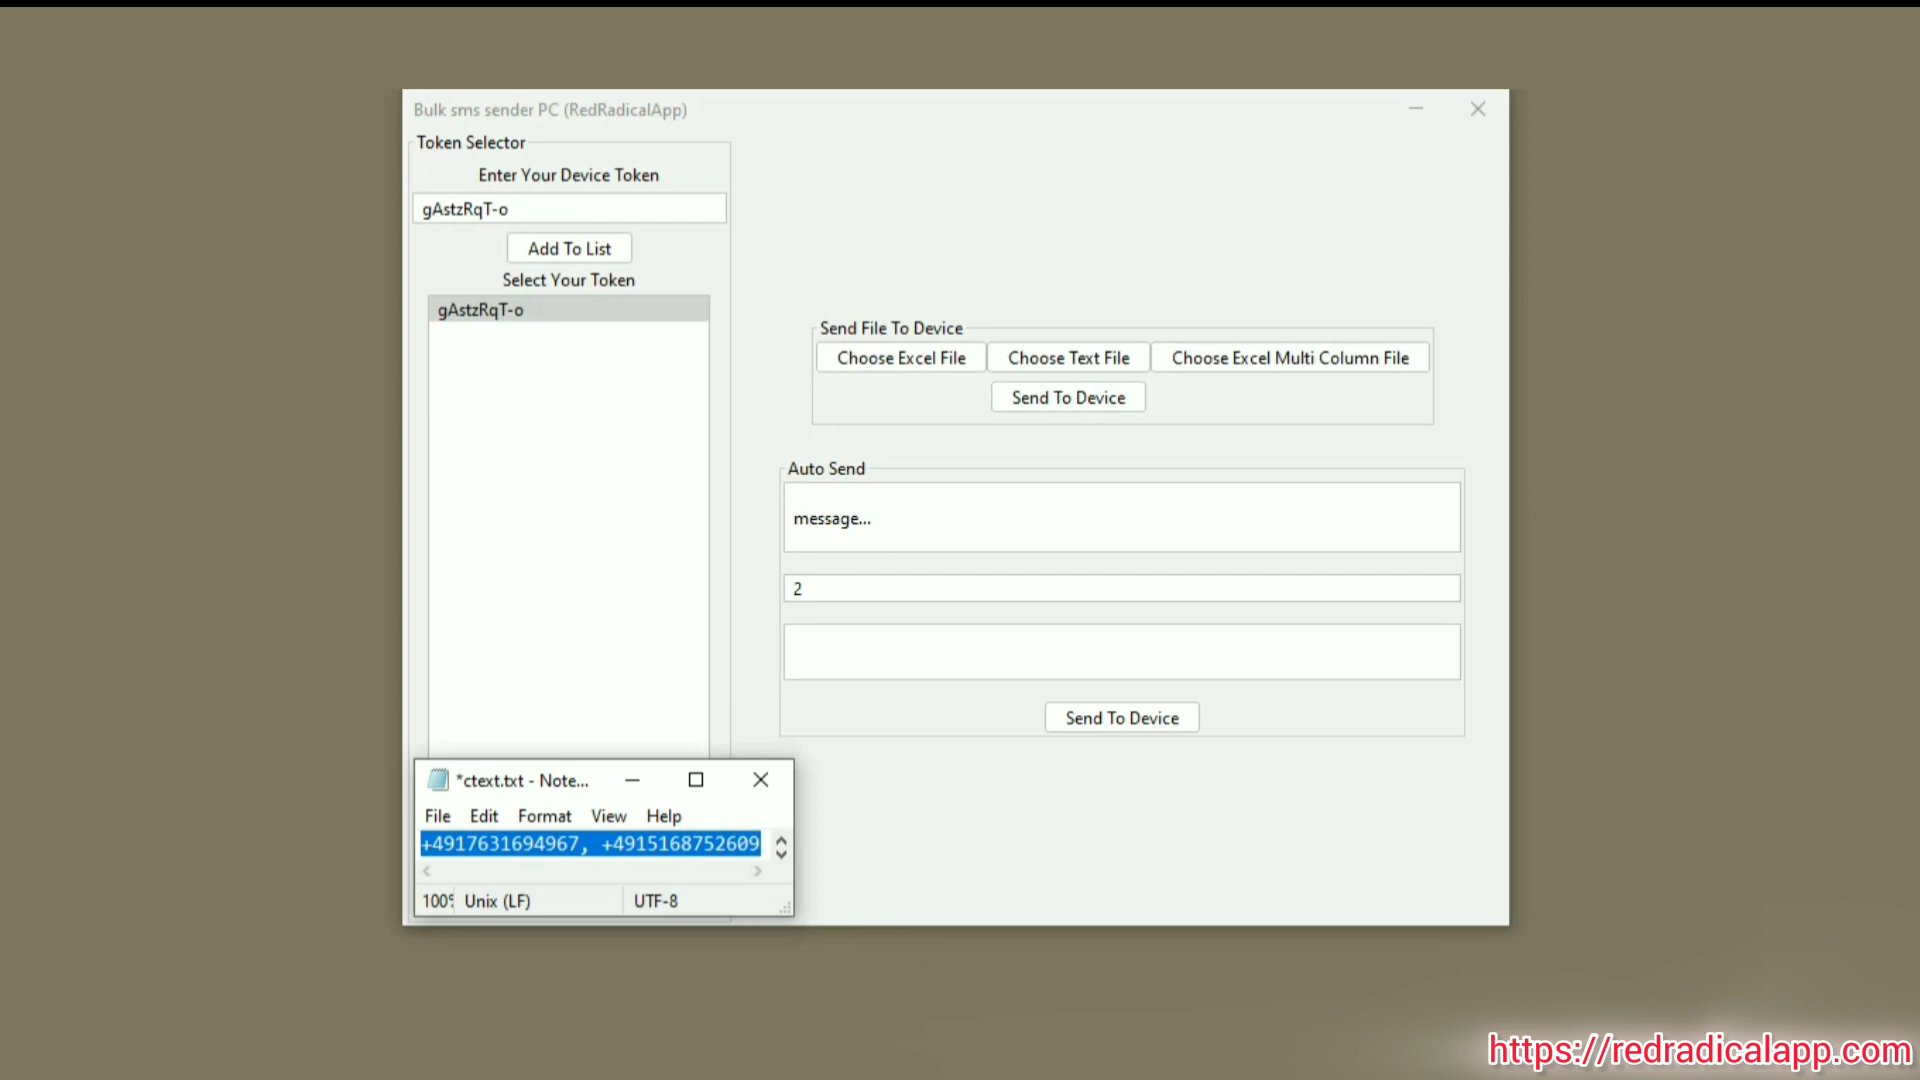 Bulk sms sender PC (RedRadicalApp)
Token Selector
Enter Your Device Token
gAstzRqT-o
Add To List
Select Your Token
gAstzRqT-o
Send File To Device
Choose Excel File
Choose Text File
Choose Excel Multi Column File
Send To Device
Auto Send
message...
2
Send To Device
*ctext.txt - Note...
File Edit Format View Help
+4917631694967, +4915168752609
100% Unix (LF) UTF-8
https://redradicalapp.com